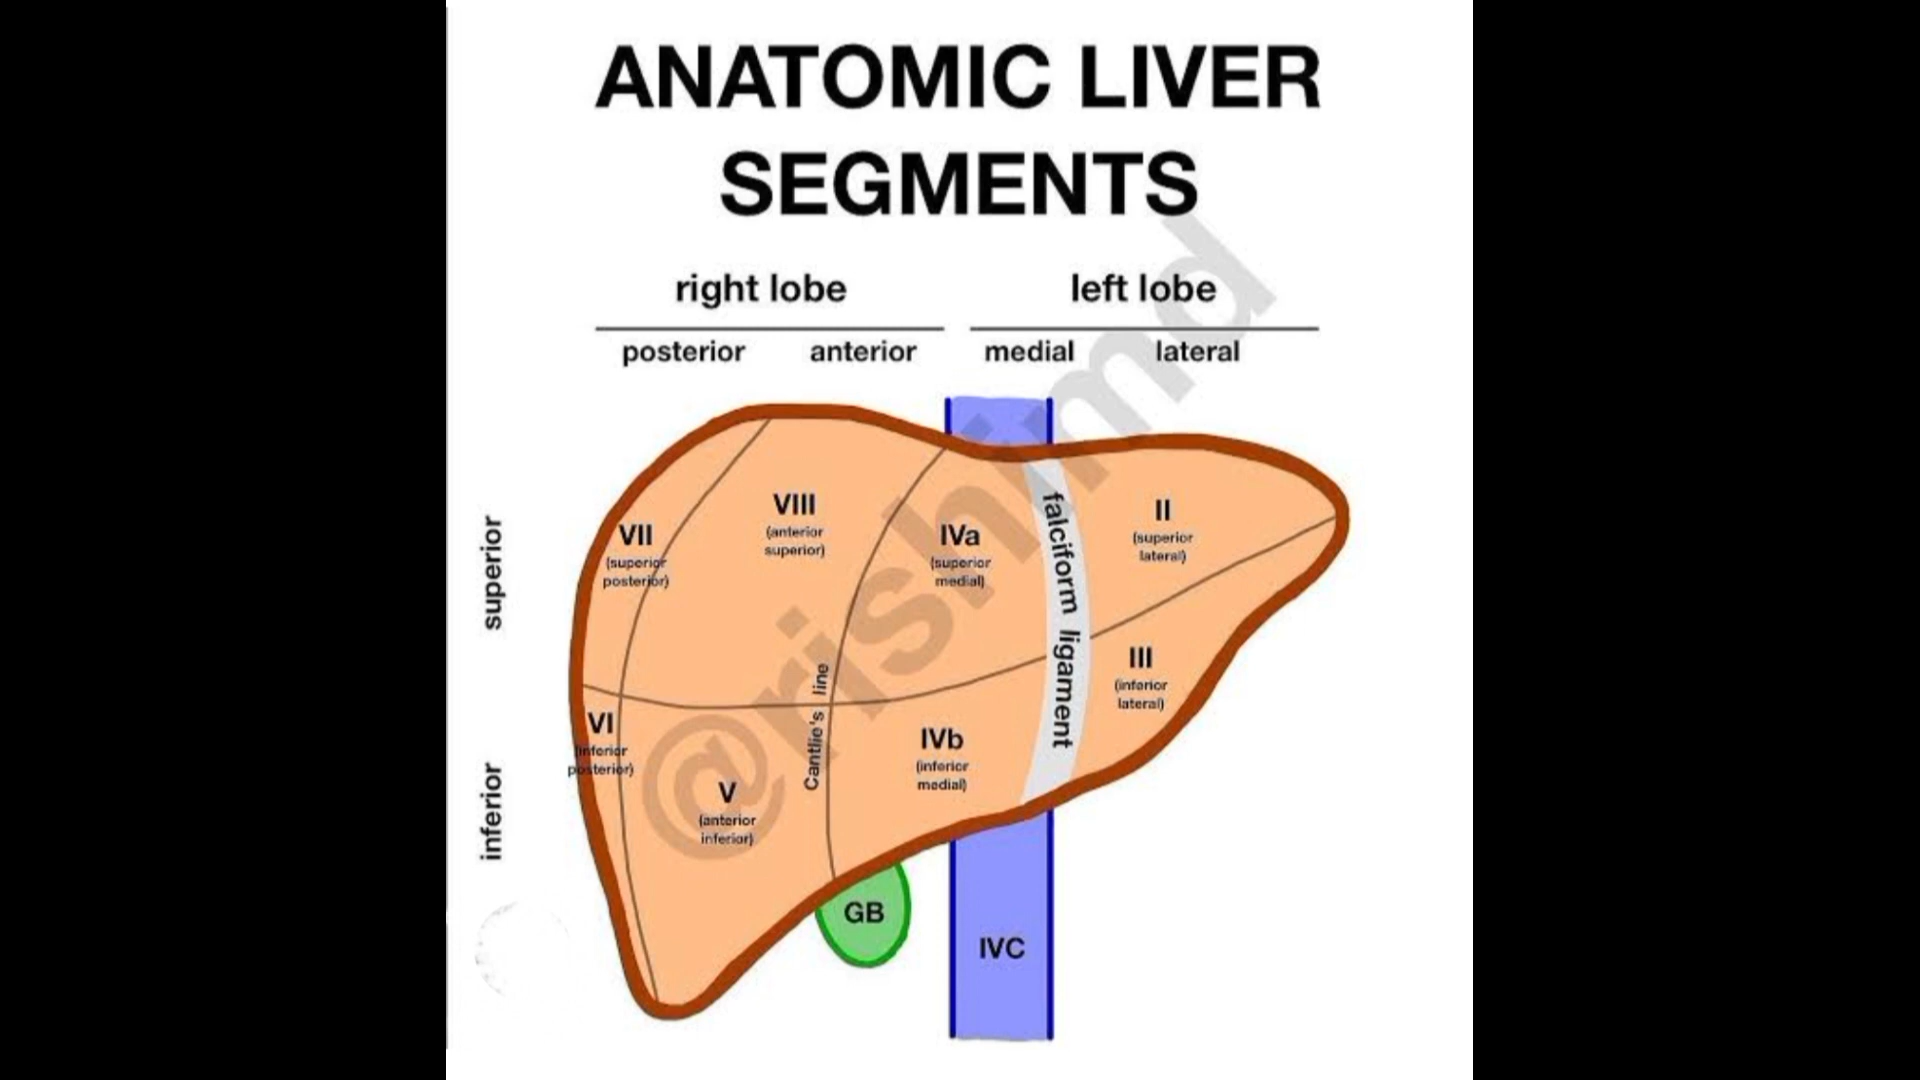 ANATOMIC LIVER
SEGMENTS
right lobe
left lobe
posterior
anterior
medial
lateral
superior
inferior
VII
(superior
posterior)
VIII
(anterior
superior)
IVa
(superior
medial)
falciform ligament
II
(superior
lateral)
III
(inferior
lateral)
VI
(inferior
posterior)
V
(anterior
inferior)
Cantlie's line
IVb
(inferior
medial)
GB
IVC
@rishimd